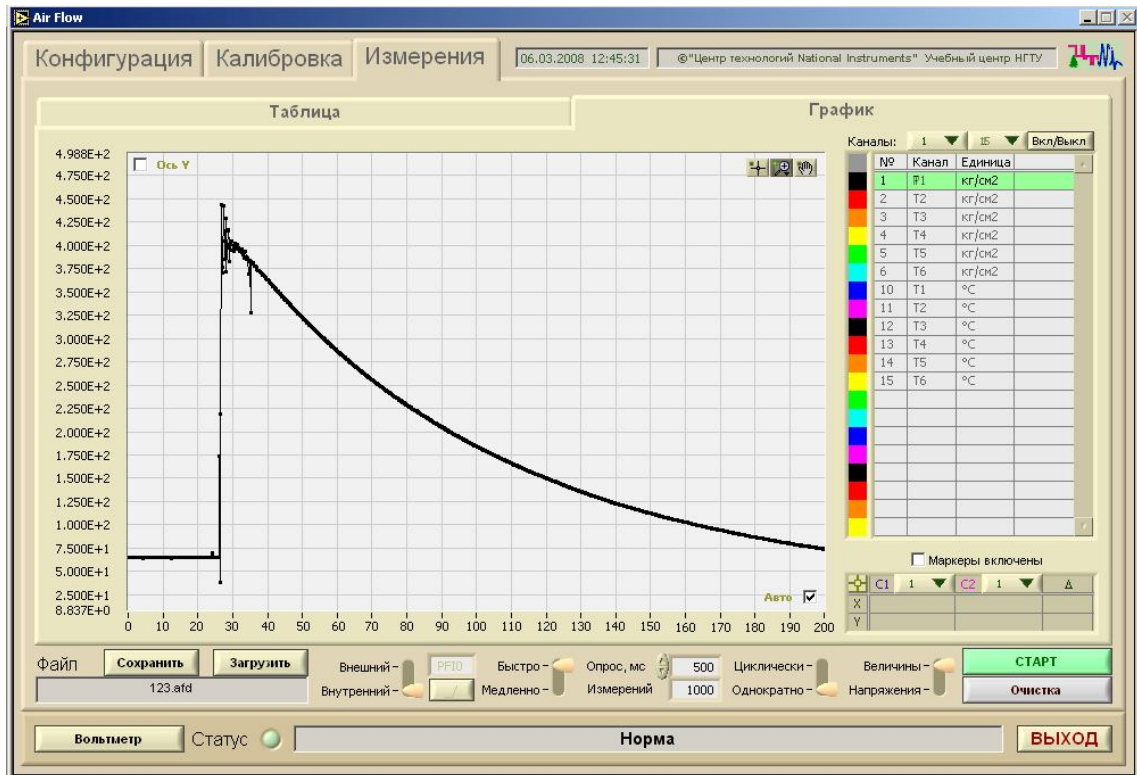 Air Flow
Конфигурация Калибровка Измерения 06.03.2008 12:45:31 ©"Центр технологий National Instruments" Учебный центр НГТУ
Таблица График
Каналы: 1 15 Вкл/Выкл
Ось Y
4.988E+2
4.750E+2
4.500E+2
4.250E+2
4.000E+2
3.750E+2
3.500E+2
3.250E+2
3.000E+2
2.750E+2
2.500E+2
2.250E+2
2.000E+2
1.750E+2
1.500E+2
1.250E+2
1.000E+2
7.500E+1
5.000E+1
2.500E+1
8.837E+0
Авто
0 10 20 30 40 50 60 70 80 90 100 110 120 130 140 150 160 170 180 190 200
№ Канал Единица
1 кг/см2
2 T2 кг/см2
3 T3 кг/см2
4 T4 кг/см2
5 T5 кг/см2
6 T6 кг/см2
10 T1 °C
11 T2 °C
12 T3 °C
13 T4 °C
14 T5 °C
15 T6 °C
Маркеры включены
C1 1 C2 1 Δ
X
Y
Файл Сохранить Загрузить
123.afd
Внешний PFI0 Быстро Опрос, мс 500 Циклически Величины СТАРТ
Внутренний Медленно Измерений 1000 Однократно Напряжения Очистка
Вольтметр Статус Норма ВЫХОД